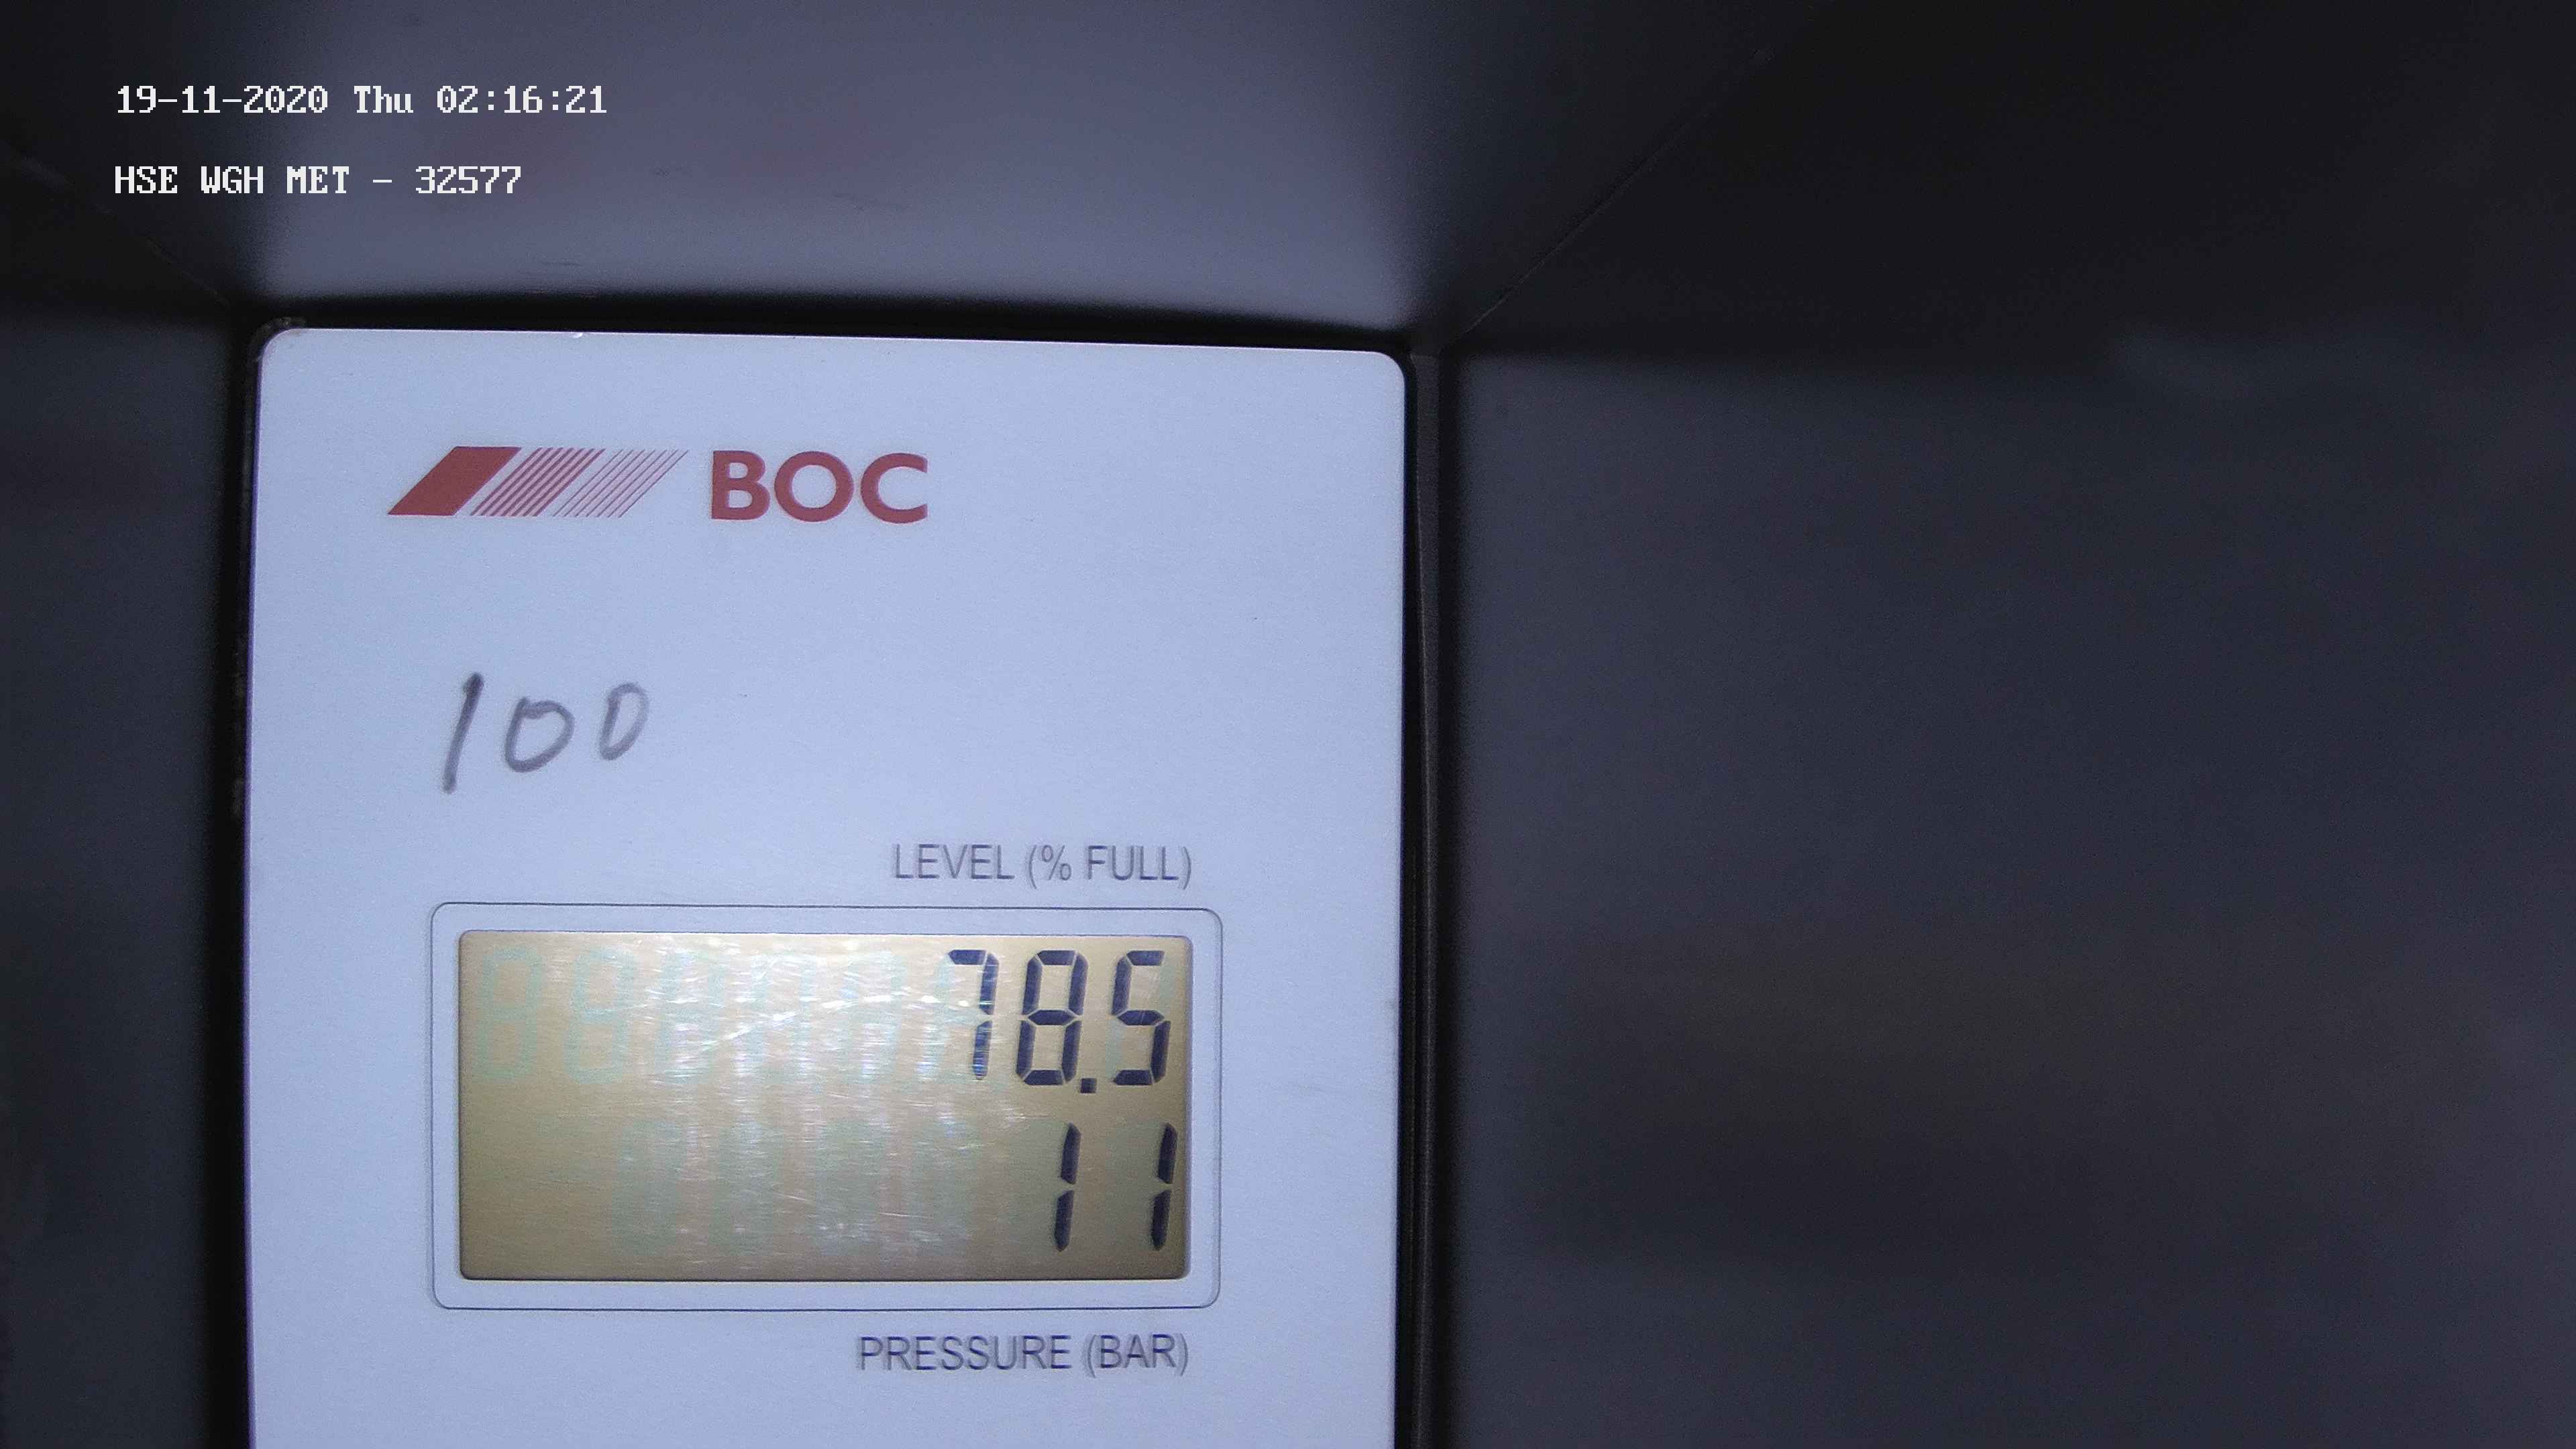 19-11-2020 Thu 02:16:21
HSE WGH MET - 32577
BOC
100
LEVEL (% FULL)
78.5
11
PRESSURE (BAR)